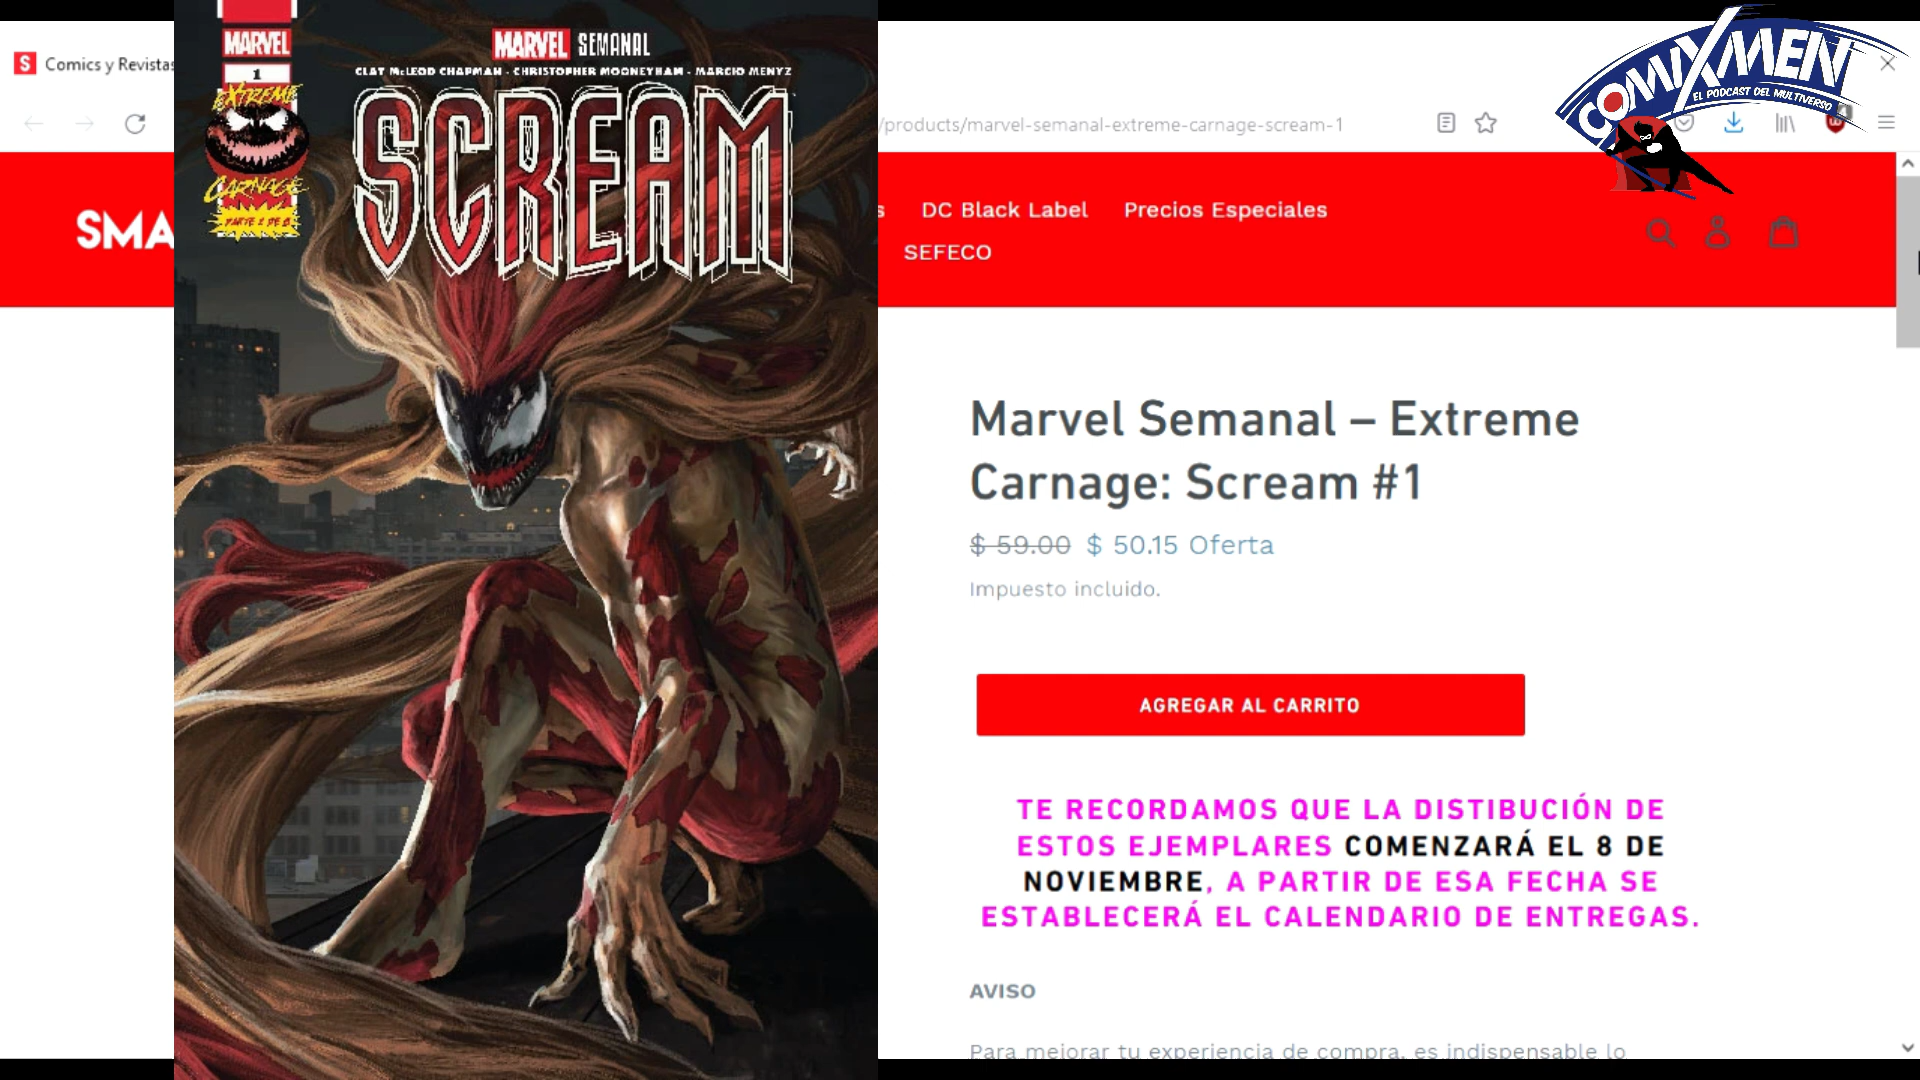 Comics y Revistas
/products/marvel-semanal-extreme-carnage-scream-1
COMIXMEN
EL PODCAST DEL MULTIVERSO
MARVEL
1
EXTREME
CARNAGE
MARVEL SEMANAL
CLAY McLEOD CHAPMAN - CHRISTOPHER MOONEYHAM - MARCIO MENYZ
SCREAM
SMA
s DC Black Label Precios Especiales
SEFECO
Marvel Semanal – Extreme
Carnage: Scream #1
$ 59.00 $ 50.15 Oferta
Impuesto incluido.
AGREGAR AL CARRITO
TE RECORDAMOS QUE LA DISTIBUCIÓN DE
ESTOS EJEMPLARES COMENZARÁ EL 8 DE
NOVIEMBRE, A PARTIR DE ESA FECHA SE
ESTABLECERÁ EL CALENDARIO DE ENTREGAS.
AVISO
Para mejorar tu experiencia de compra, es indispensable lo